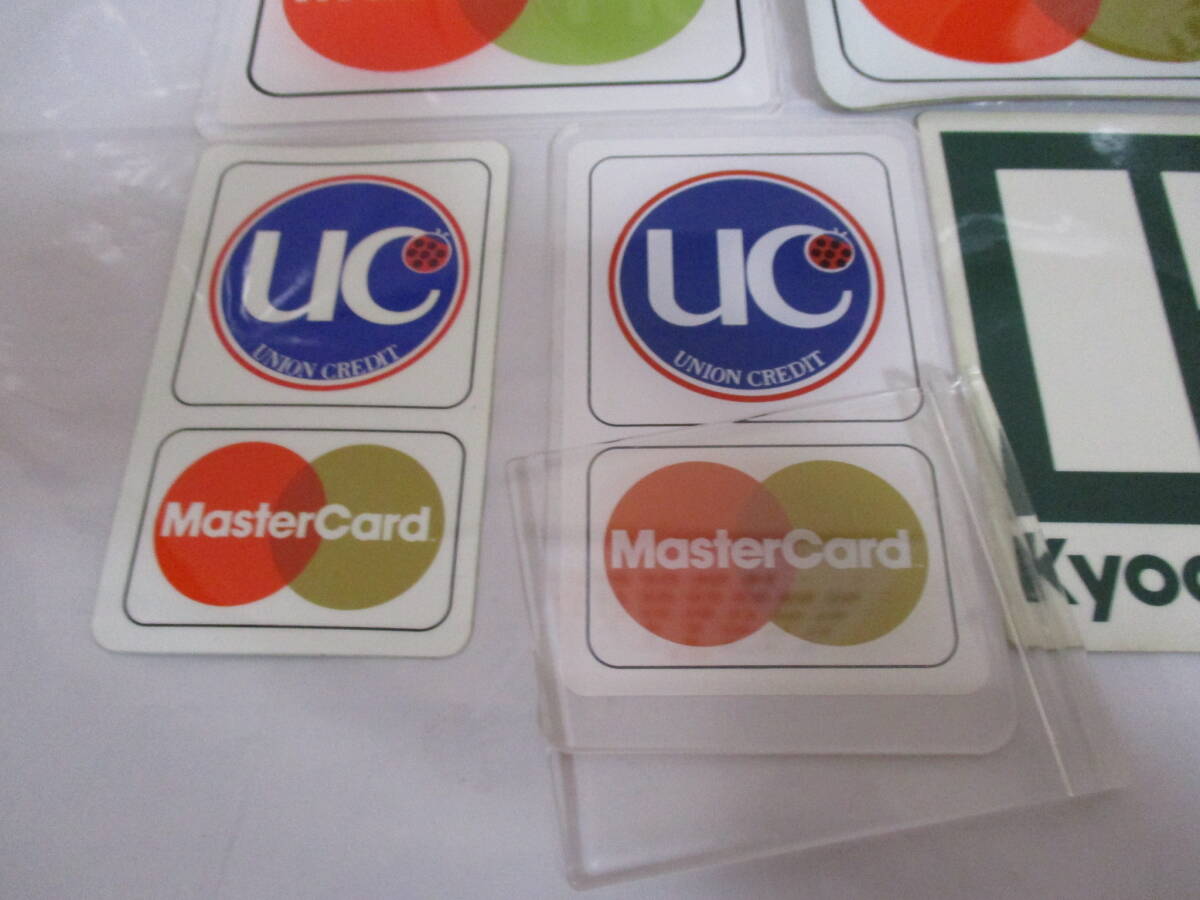 UC
UNION CREDIT
MasterCard
UC
UNION CREDIT
MasterCard
Kyo